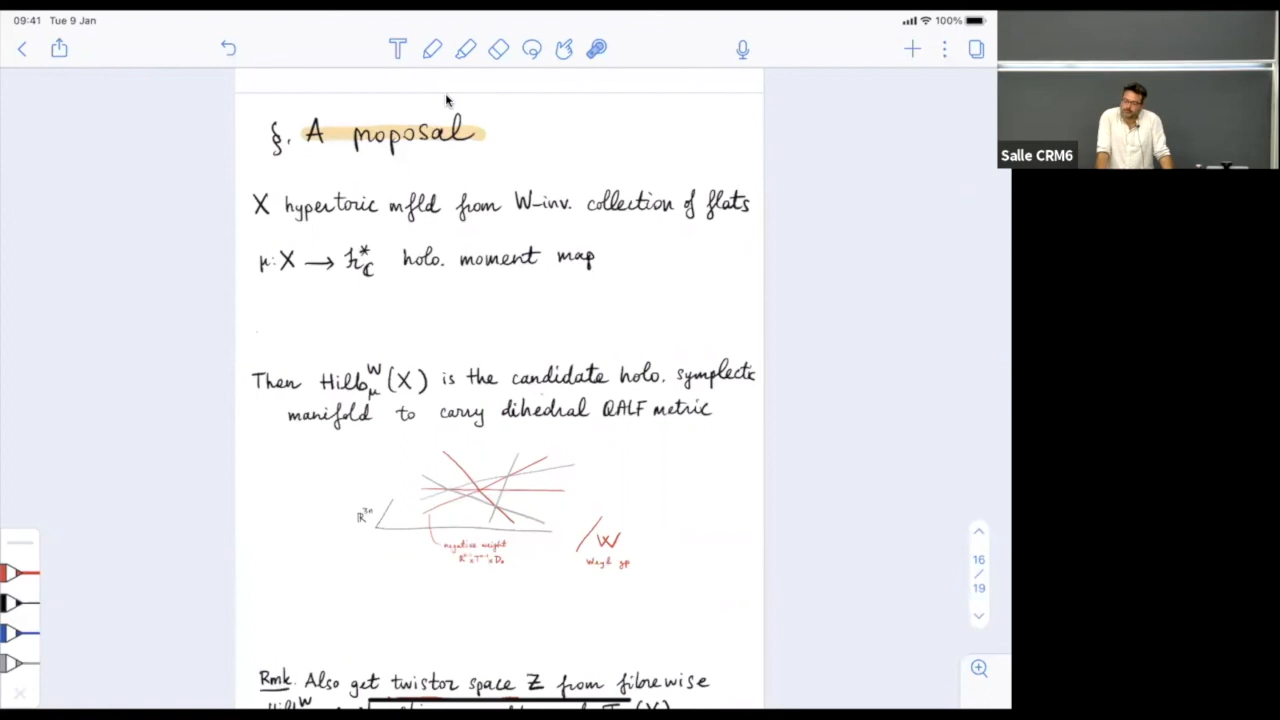 09:41 Tue 9 Jan
100%
Salle CRM6
§. A proposal
X hypertoric mfld from W-inv. collection of flats
μ: X → 𝔥*_ℂ holo. moment map
Then Hilb^W_μ(X) is the candidate holo. symplectic
manifold to carry dihedral QALF metric
ℝ³ⁿ
negative weight
/W
Weyl gp
16
/
19
Rmk. Also get twistor space Z from fibrewise